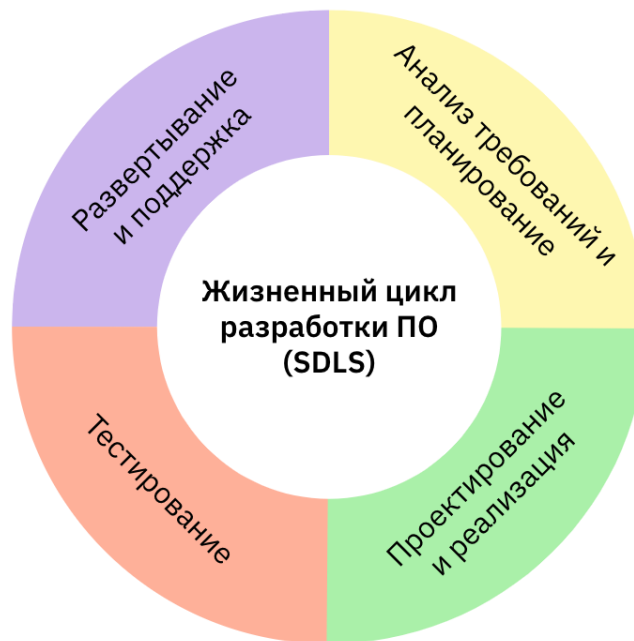 Жизненный цикл
разработки ПО
(SDLS)
Анализ требований и
планирование
Проектирование
и реализация
Тестирование
Развертывание
и поддержка